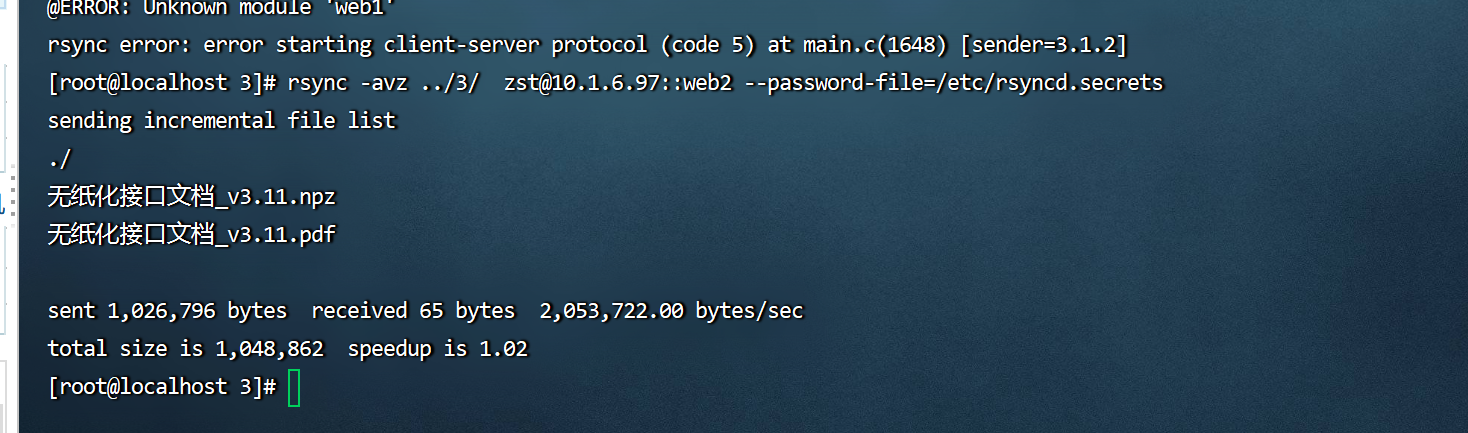 @ERROR: Unknown module 'web1'
rsync error: error starting client-server protocol (code 5) at main.c(1648) [sender=3.1.2]
[root@localhost 3]# rsync -avz ../3/  zst@10.1.6.97::web2 --password-file=/etc/rsyncd.secrets
sending incremental file list
./
无纸化接口文档_v3.11.npz
无纸化接口文档_v3.11.pdf
sent 1,026,796 bytes  received 65 bytes  2,053,722.00 bytes/sec
total size is 1,048,862  speedup is 1.02
[root@localhost 3]#